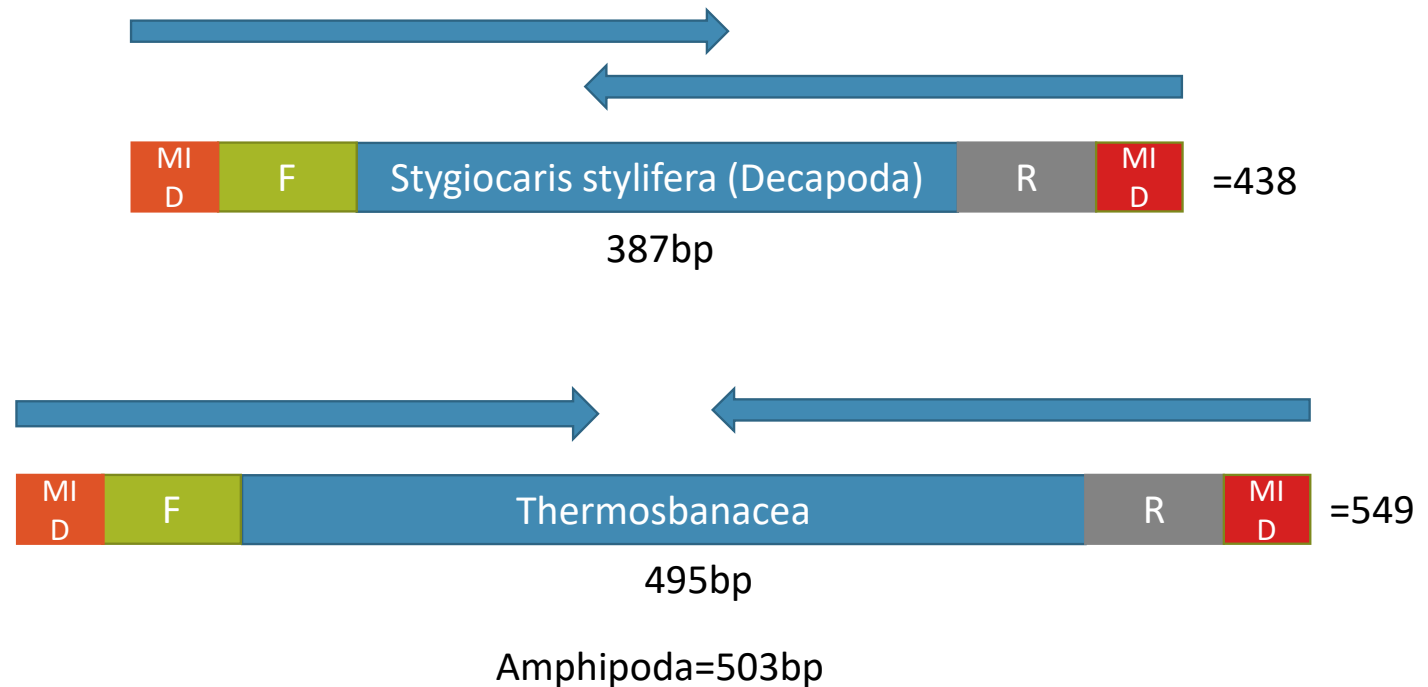 MI
D
F
Stygiocaris stylifera (Decapoda)
R
MI
D
=438
387bp
MI
D
F
Thermosbanacea
R
MI
D
=549
495bp
Amphipoda=503bp